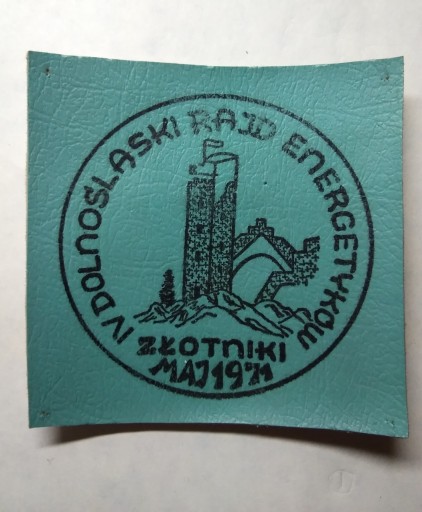 IV DOLNOŚLĄSKI RAJD ENERGETYKÓW
ZŁOTNIKI
MAJ 1971